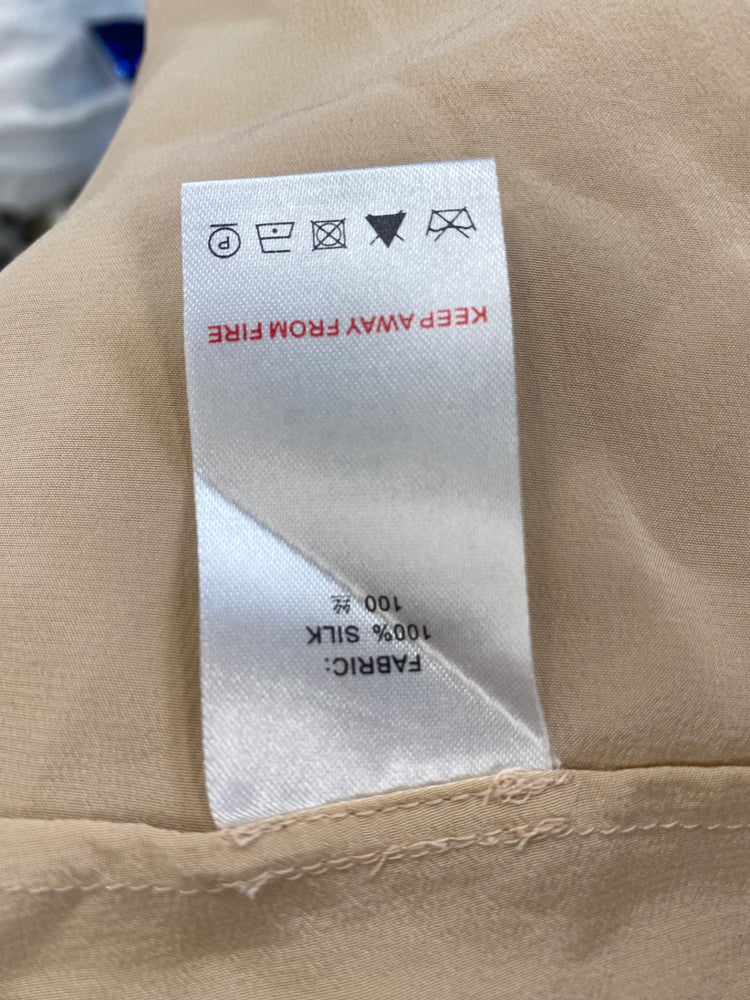 FABRIC:
100% SILK
100 丝
KEEP AWAY FROM FIRE
P